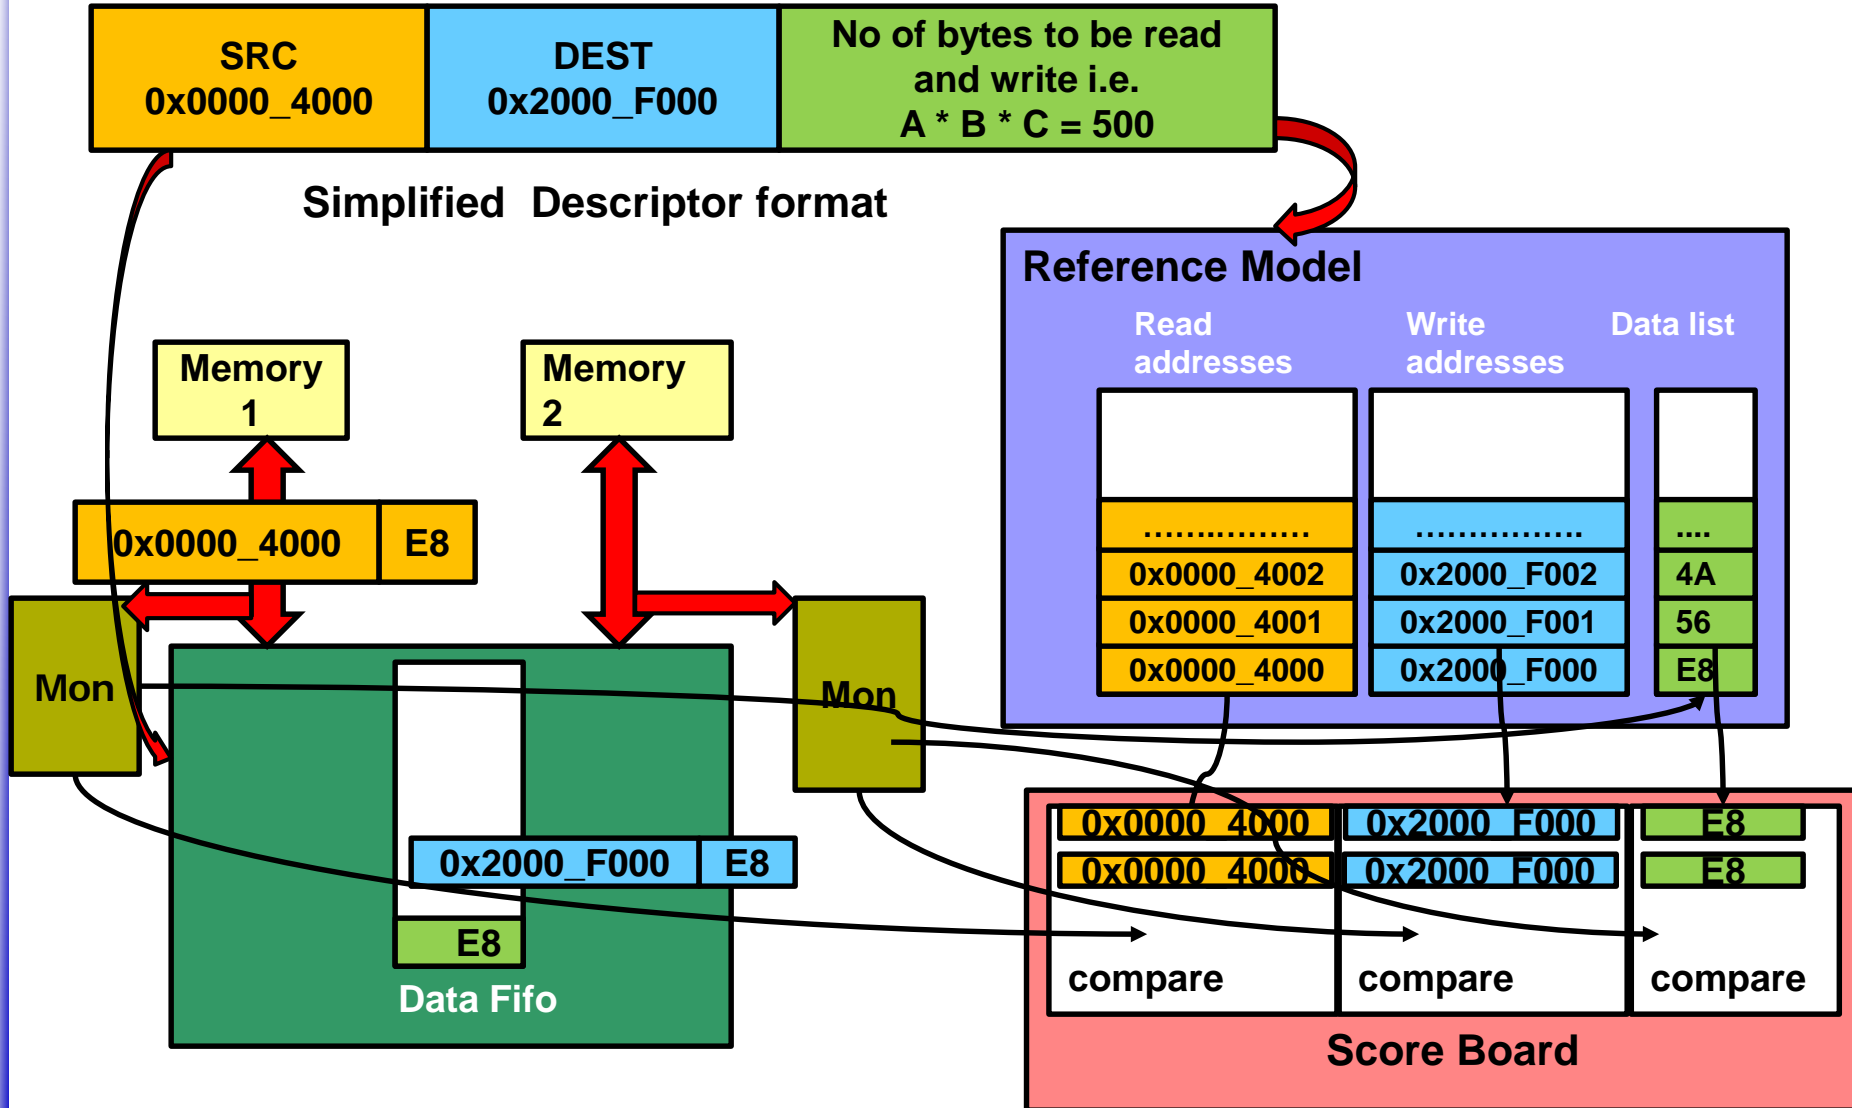 SRC
0x0000_4000
DEST
0x2000_F000
No of bytes to be read
and write i.e.
A * B * C = 500
Simplified Descriptor format
Reference Model
Read
addresses
Write
addresses
Data list
……..………
…………….
....
0x0000_4002
0x2000_F002
4A
0x0000_4001
0x2000_F001
56
0x0000_4000
0x2000_F000
E8
Memory
1
Memory
2
0x0000_4000
E8
Mon
Mon
0x2000_F000
E8
E8
Data Fifo
0x0000_4000
0x2000_F000
E8
0x0000_4000
0x2000_F000
E8
compare
compare
compare
Score Board